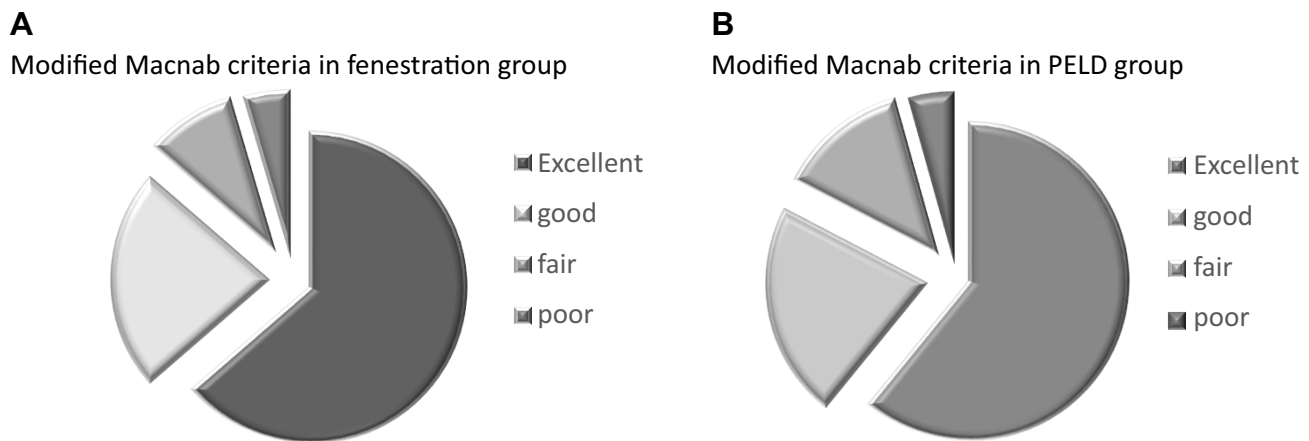 A
Modified Macnab criteria in fenestration group
Excellent
good
fair
poor
B
Modified Macnab criteria in PELD group
Excellent
good
fair
poor